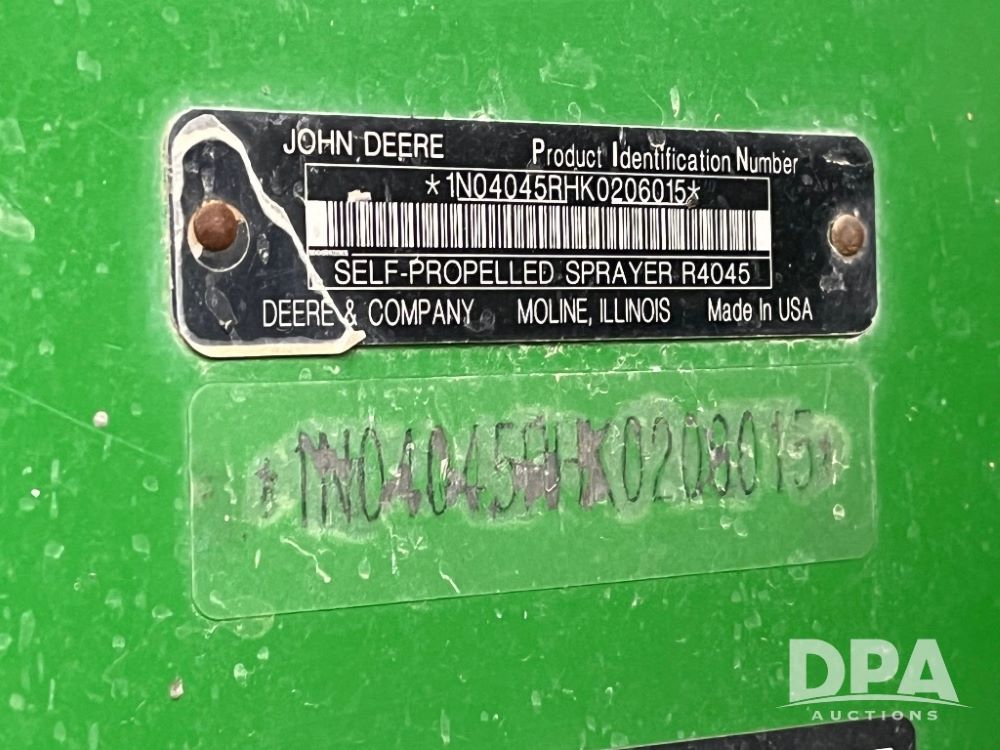 JOHN DEERE Product Identification Number
*1N04045RHK0206015*
SELF-PROPELLED SPRAYER R4045
DEERE & COMPANY MOLINE, ILLINOIS Made In USA
*1N04045RHK0208015*
DPA
AUCTIONS